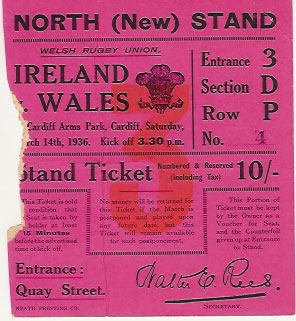 NORTH (New) STAND
WELSH RUGBY UNION.
IRELAND
v. WALES
Cardiff Arms Park, Cardiff, Saturday,
rch 14th, 1936. Kick off 3.30 p.m.
Entrance 3
Section D
Row P
No. 4
Stand Ticket Numbered & Reserved (including Tax) 10/-
This Ticket is sold
condition that
Seat is taken by
holder at least
15 Minutes
before the advertised
time of kick off.
No money will be returned for
this Ticket if the Match is
postponed and played upon
any future date, but this
Ticket will remain available
for such postponement.
This Portion of
Ticket must be kept
by the Owner as a
Voucher for Seat,
and the Counterfoil
given up at Entrance
to Stand.
Entrance :
Quay Street.
Walter E. Rees.
SECRETARY.
NEATH PRINTING CO.